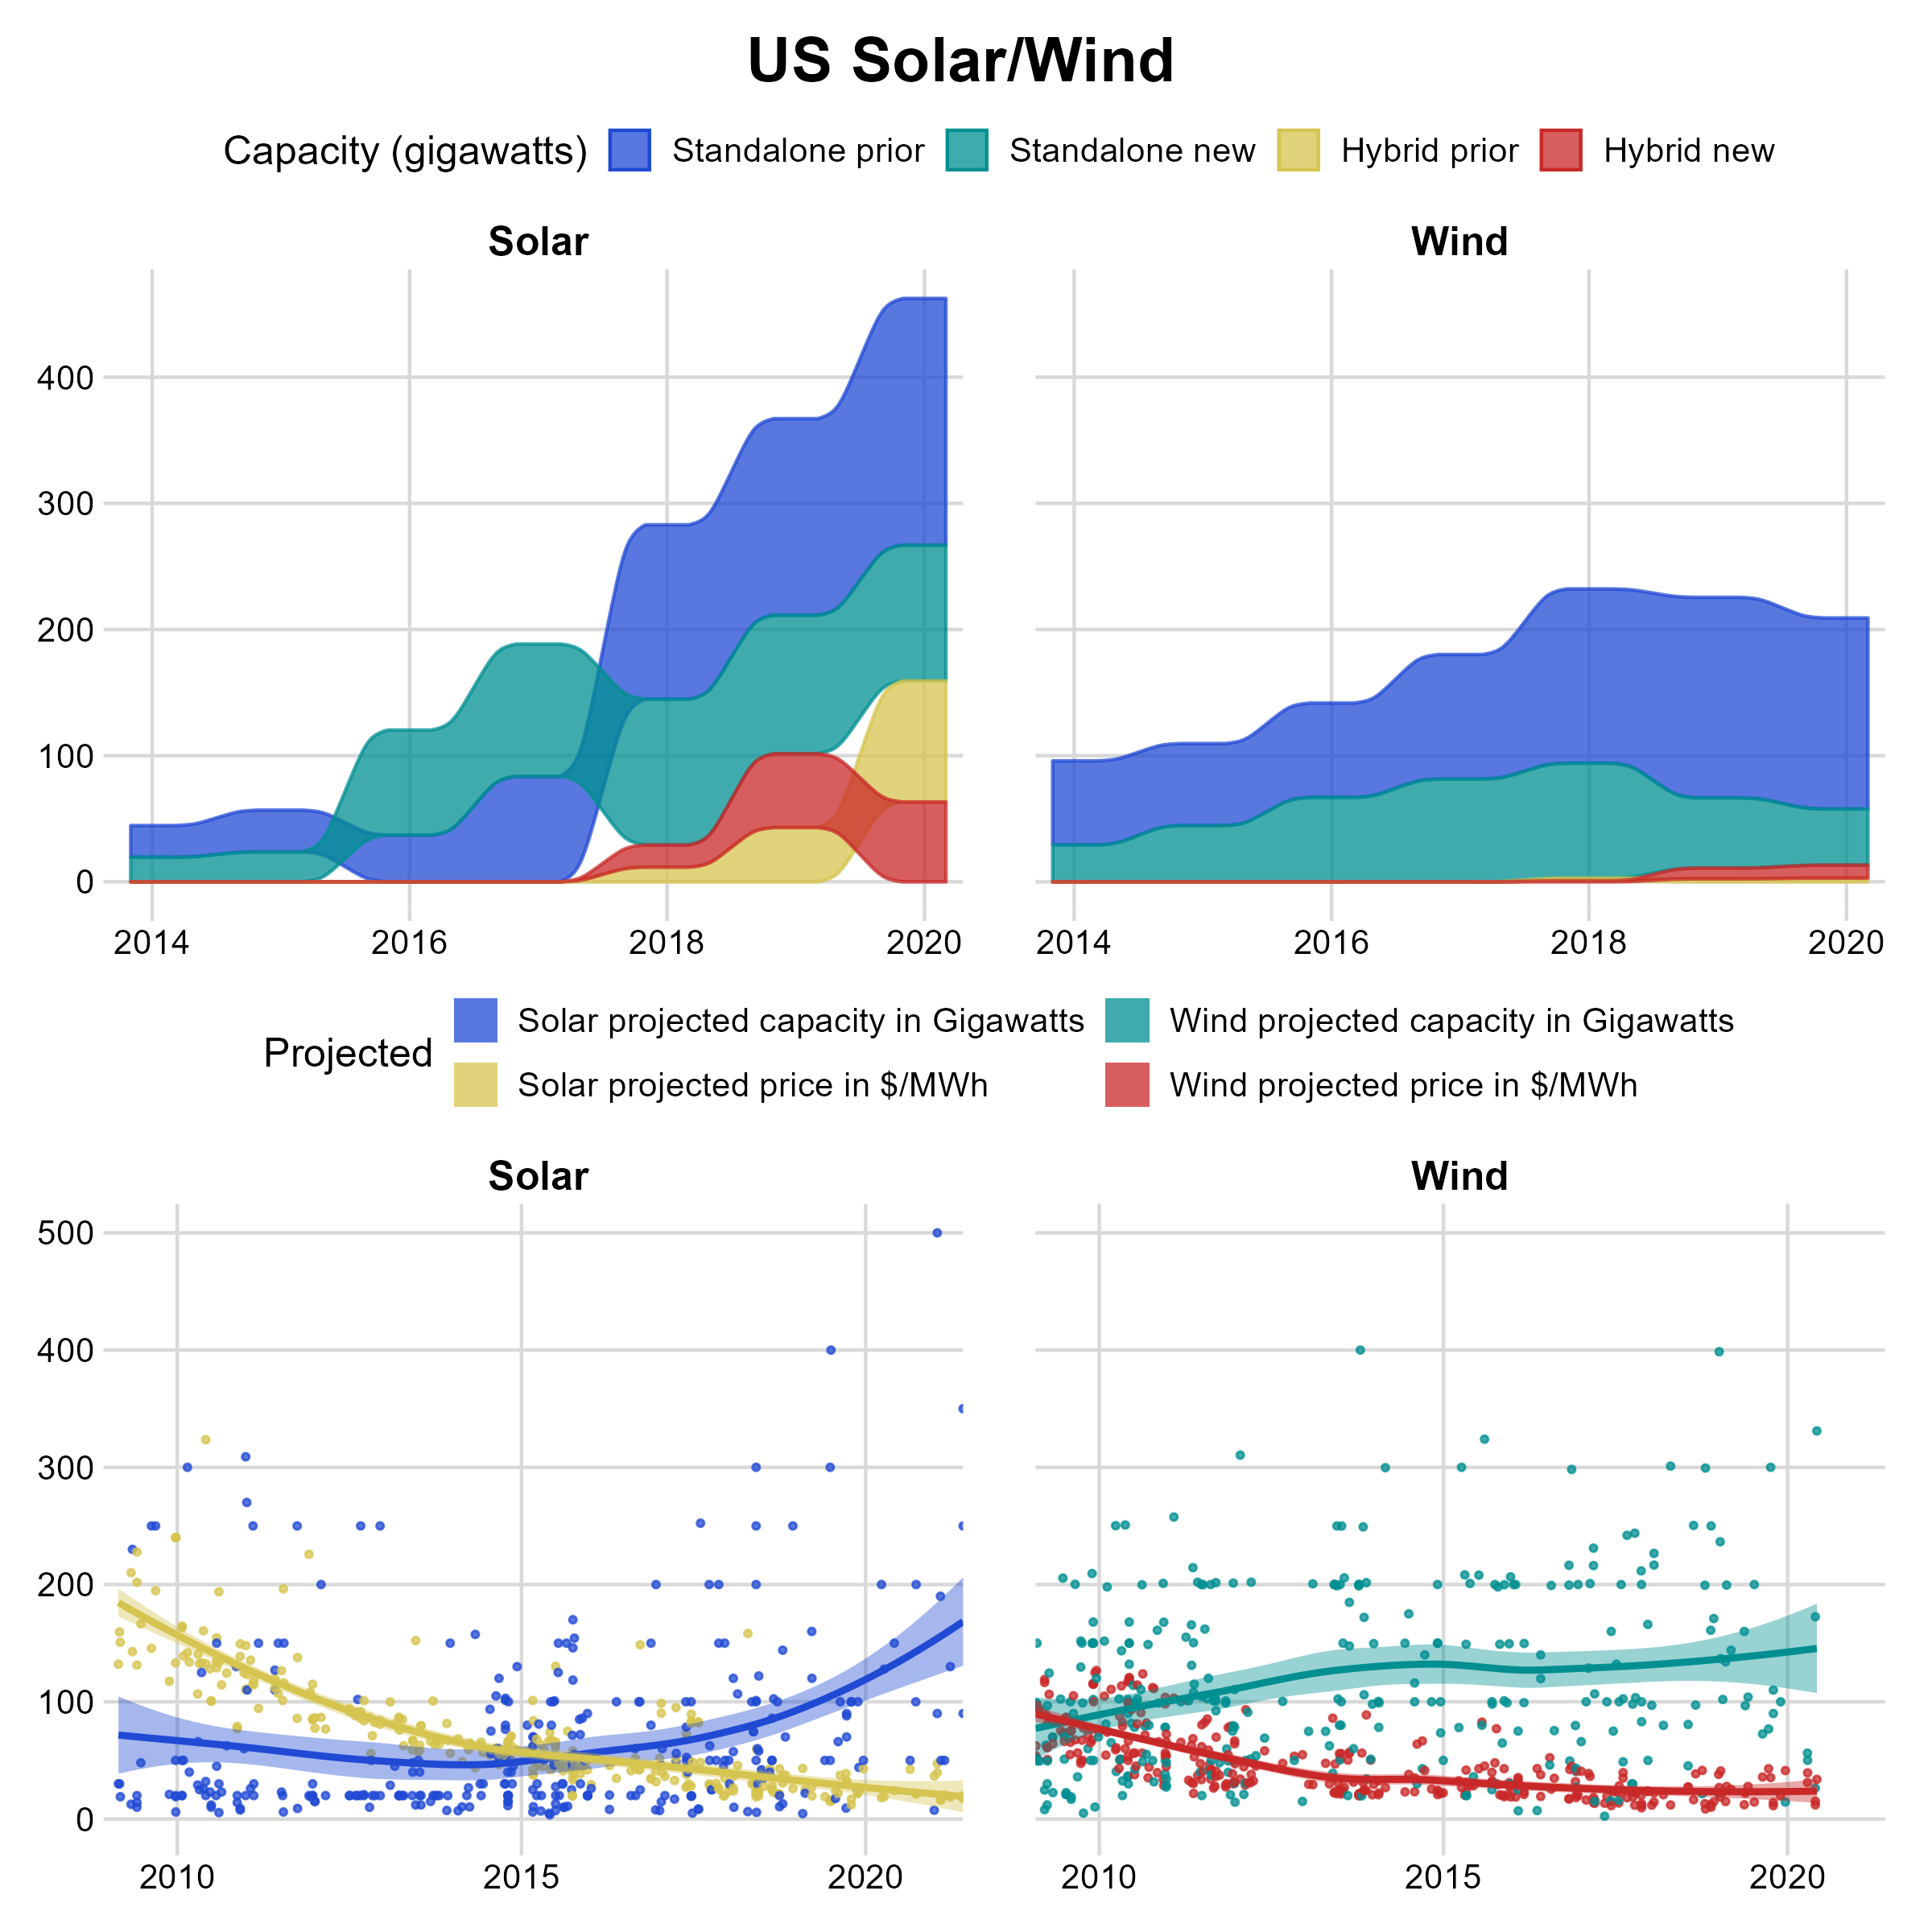 US Solar/Wind
Capacity (gigawatts) Standalone prior Standalone new Hybrid prior Hybrid new
Solar Wind
400
300
200
100
0
2014 2016 2018 2020 2014 2016 2018 2020
Projected
Solar projected capacity in Gigawatts Wind projected capacity in Gigawatts
Solar projected price in $/MWh Wind projected price in $/MWh
Solar Wind
500
400
300
200
100
0
2010 2015 2020 2010 2015 2020